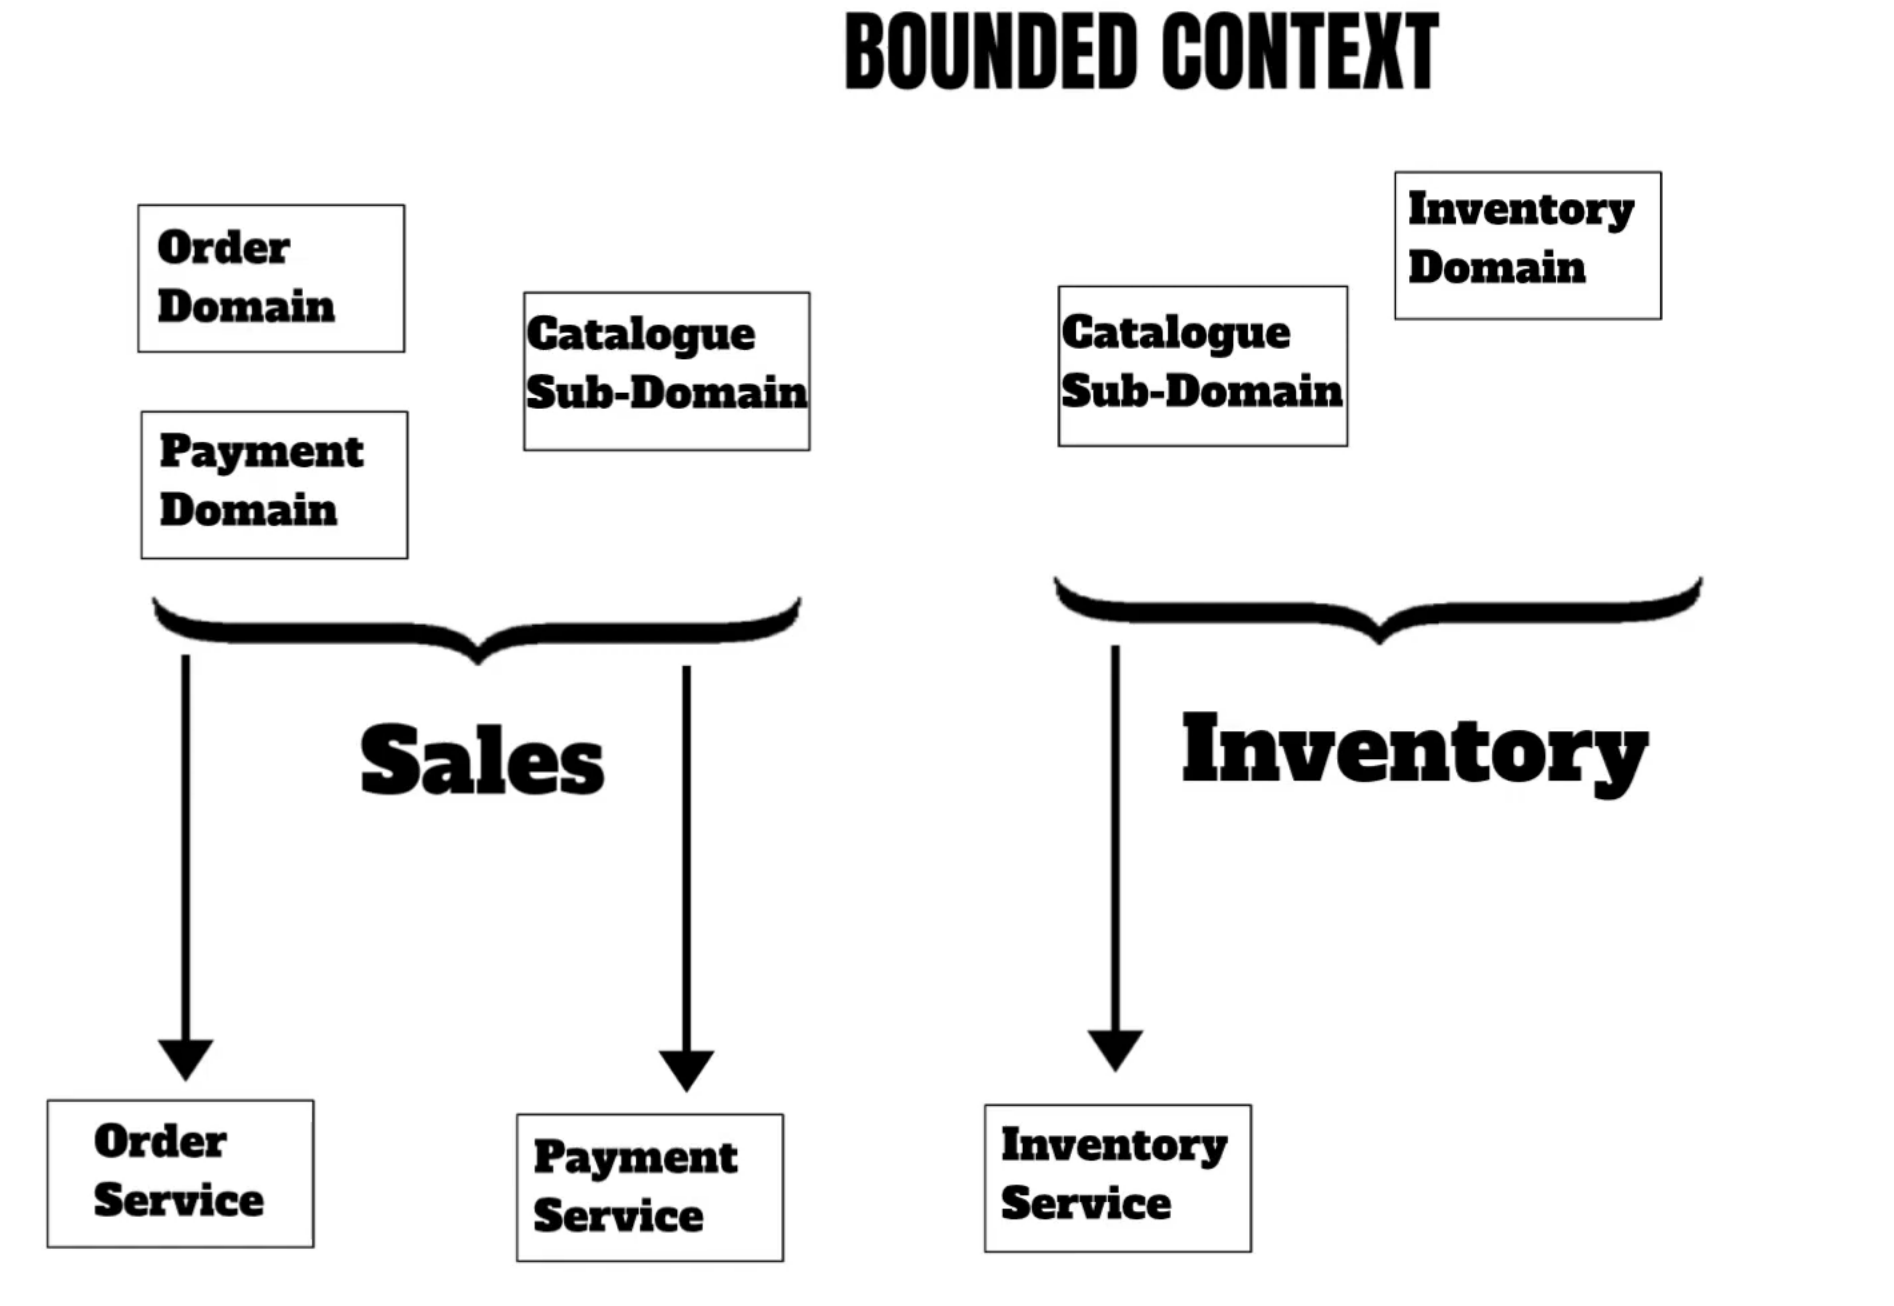 BOUNDED CONTEXT
Order
Domain
Payment
Domain
Catalogue
Sub-Domain
Catalogue
Sub-Domain
Inventory
Domain
Sales
Inventory
Order
Service
Payment
Service
Inventory
Service